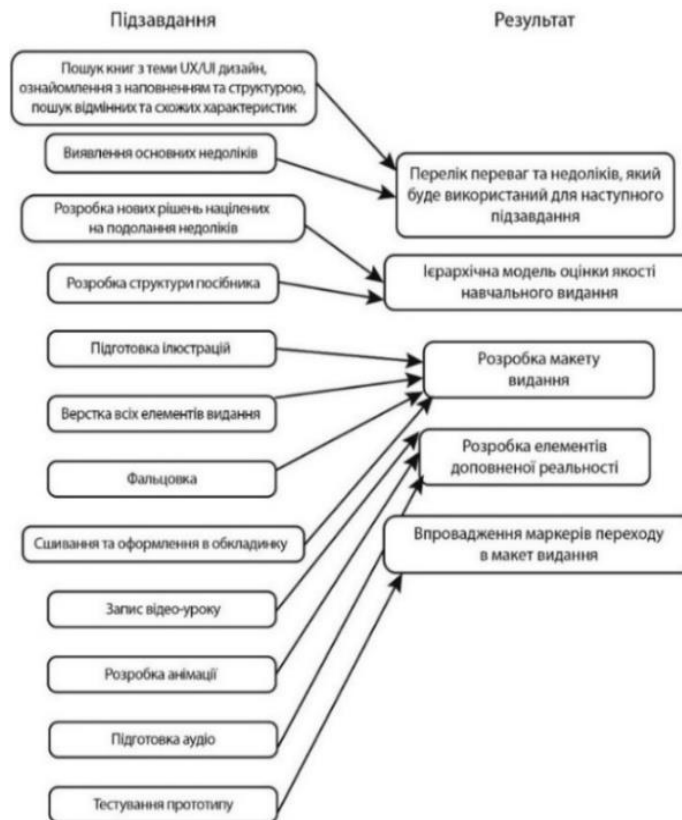 Підзавдання
Результат
Пошук книг з теми UX/UI дизайн,
ознайомлення з наповненням та структурою,
пошук відмінних та схожих характеристик
Виявлення основних недоліків
Розробка нових рішень націлених
на подолання недоліків
Розробка структури посібника
Підготовка ілюстрацій
Верстка всіх елементів видання
Фальцовка
Сшивання та оформлення в обкладинку
Запис відео-уроку
Розробка анімації
Підготовка аудіо
Тестування прототипу
Перелік переваг та недоліків, який
буде використаний для наступного
підзавдання
Ієрархічна модель оцінки якості
навчального видання
Розробка макету
видання
Розробка елементів
доповненої реальності
Впровадження маркерів переходу
в макет видання